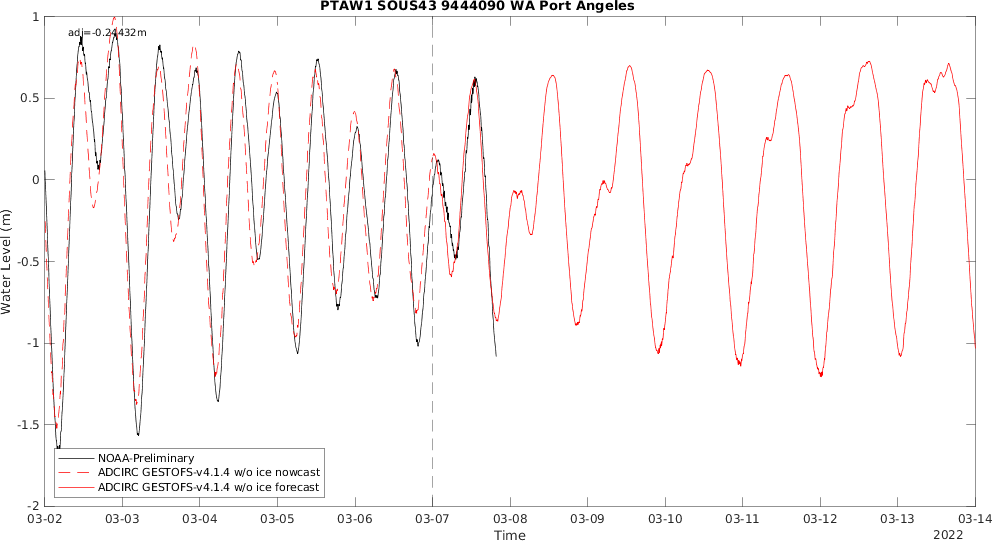 PTAW1 SOUS43 9444090 WA Port Angeles
adj=-0.24432m
Water Level (m)
1
0.5
0
-0.5
-1
-1.5
-2
NOAA-Preliminary
ADCIRC GESTOFS-v4.1.4 w/o ice nowcast
ADCIRC GESTOFS-v4.1.4 w/o ice forecast
03-02 03-03 03-04 03-05 03-06 03-07 03-08 03-09 03-10 03-11 03-12 03-13 03-14
Time
2022